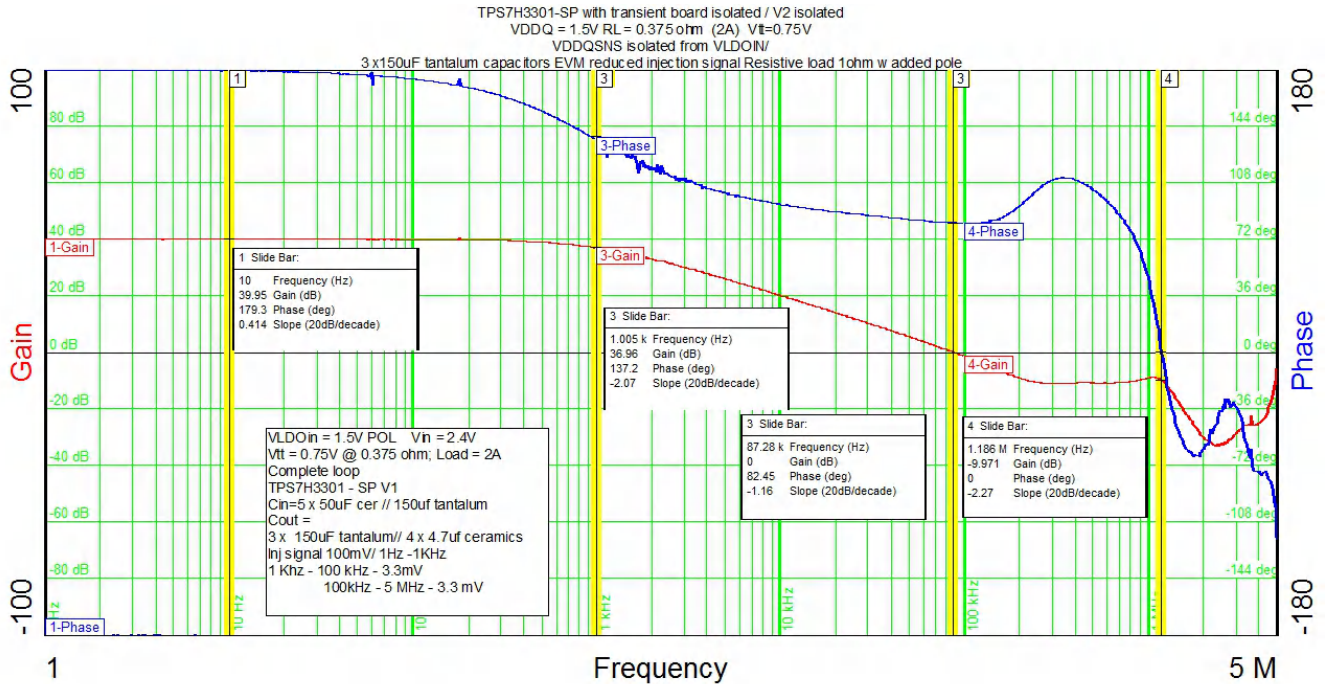 TPS7H3301-SP with transient board isolated / V2 isolated
VDDQ = 1.5V RL = 0.375 ohm (2A) Vtt=0.75V
VDDQSNS isolated from VLDOIN/
3 x150uF tantalum capacitors EVM reduced injection signal Resistive load 1ohm w added pole
100
180
1
3
3
4
80 dB
144 deg
3-Phase
60 dB
108 deg
4-Phase
40 dB
72 deg
1-Gain
3-Gain
1 Slide Bar:
10 Frequency (Hz)
39.95 Gain (dB)
179.3 Phase (deg)
0.414 Slope (20dB/decade)
20 dB
36 deg
3 Slide Bar:
1.005 k Frequency (Hz)
36.96 Gain (dB)
137.2 Phase (deg)
-2.07 Slope (20dB/decade)
Gain
Phase
0 dB
0 deg
4-Gain
-20 dB
36 deg
3 Slide Bar:
87.28 k Frequency (Hz)
0 Gain (dB)
82.45 Phase (deg)
-1.16 Slope (20dB/decade)
4 Slide Bar:
1.186 M Frequency (Hz)
-9.971 Gain (dB)
0 Phase (deg)
-2.27 Slope (20dB/decade)
VLDOin = 1.5V POL Vin = 2.4V
Vtt = 0.75V @ 0.375 ohm; Load = 2A
Complete loop
TPS7H3301 - SP V1
Cin=5 x 50uF cer // 150uf tantalum
Cout =
3 x 150uF tantalum// 4 x 4.7uf ceramics
Inj signal 100mV/ 1Hz -1KHz
1 Khz - 100 kHz - 3.3mV
100kHz - 5 MHz - 3.3 mV
-40 dB
-72 deg
-60 dB
-108 deg
-80 dB
-144 deg
-100
-180
1-Phase
Hz
10 Hz
10
1 kHz
10 kHz
100 kHz
1
Frequency
5 M